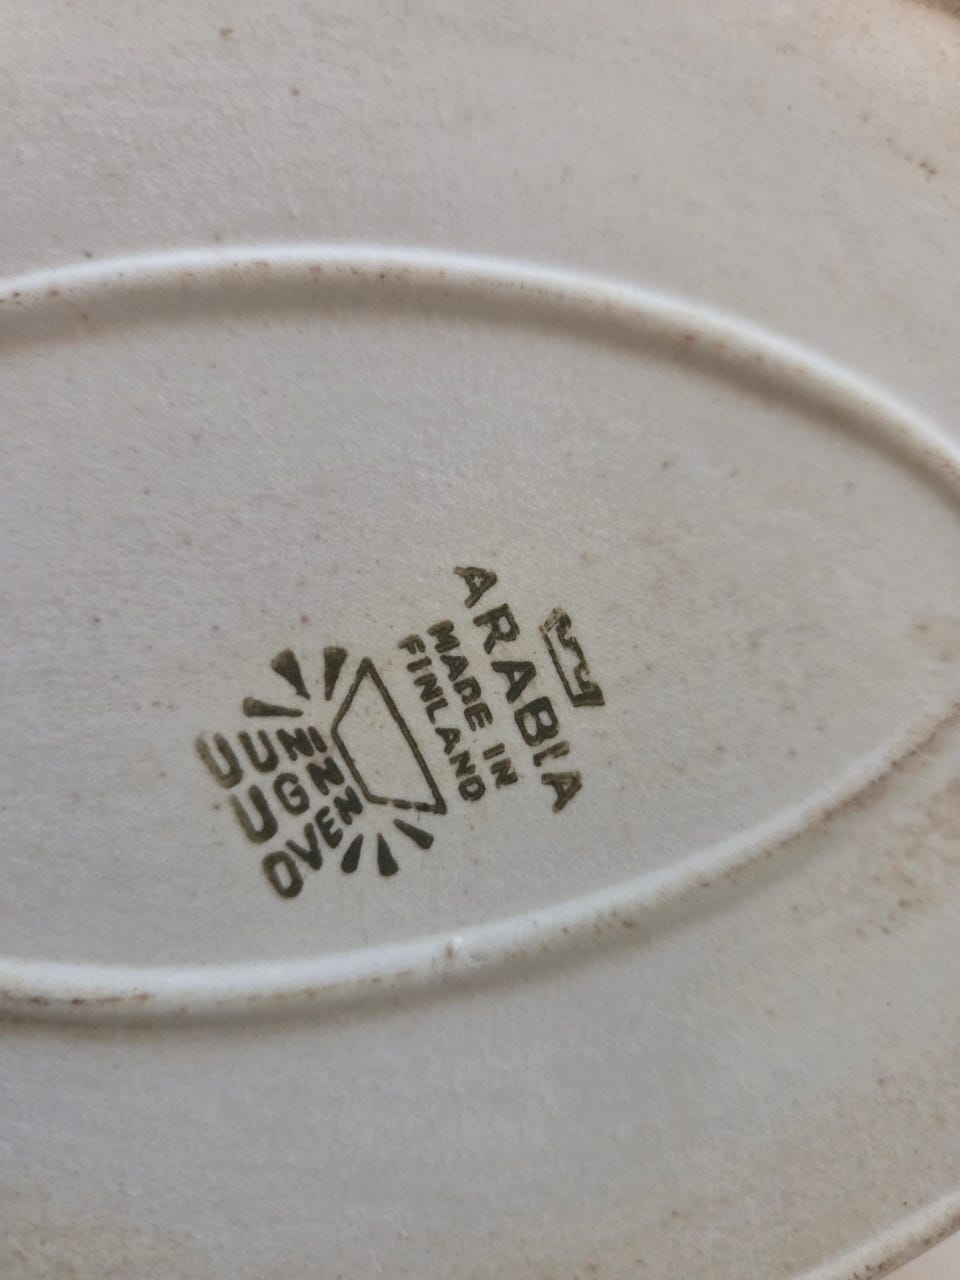 ARABIA
MADE IN
FINLAND
UUNI
UGN
OVEN